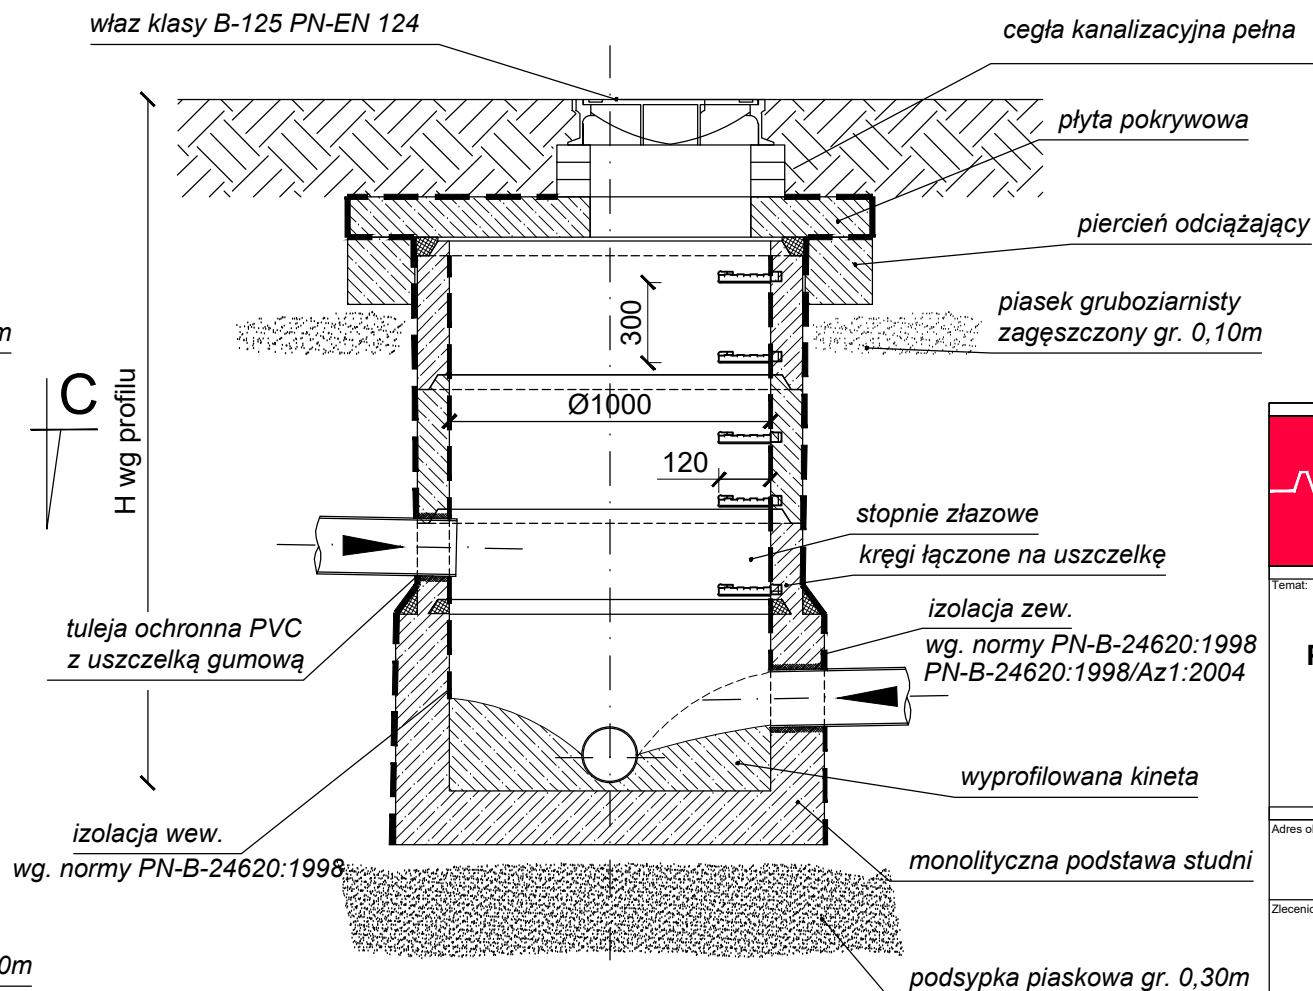 właz klasy B-125 PN-EN 124
cegła kanalizacyjna pełna
płyta pokrywowa
piercień odciążający
piasek gruboziarnisty
zagęszczony gr. 0,10m
m
C
H wg profilu
300
Ø1000
120
stopnie złazowe
kręgi łączone na uszczelkę
izolacja zew.
wg. normy PN-B-24620:1998
PN-B-24620:1998/Az1:2004
tuleja ochronna PVC
z uszczelką gumową
wyprofilowana kineta
izolacja wew.
wg. normy PN-B-24620:1998
monolityczna podstawa studni
0m
podsypka piaskowa gr. 0,30m
Temat: